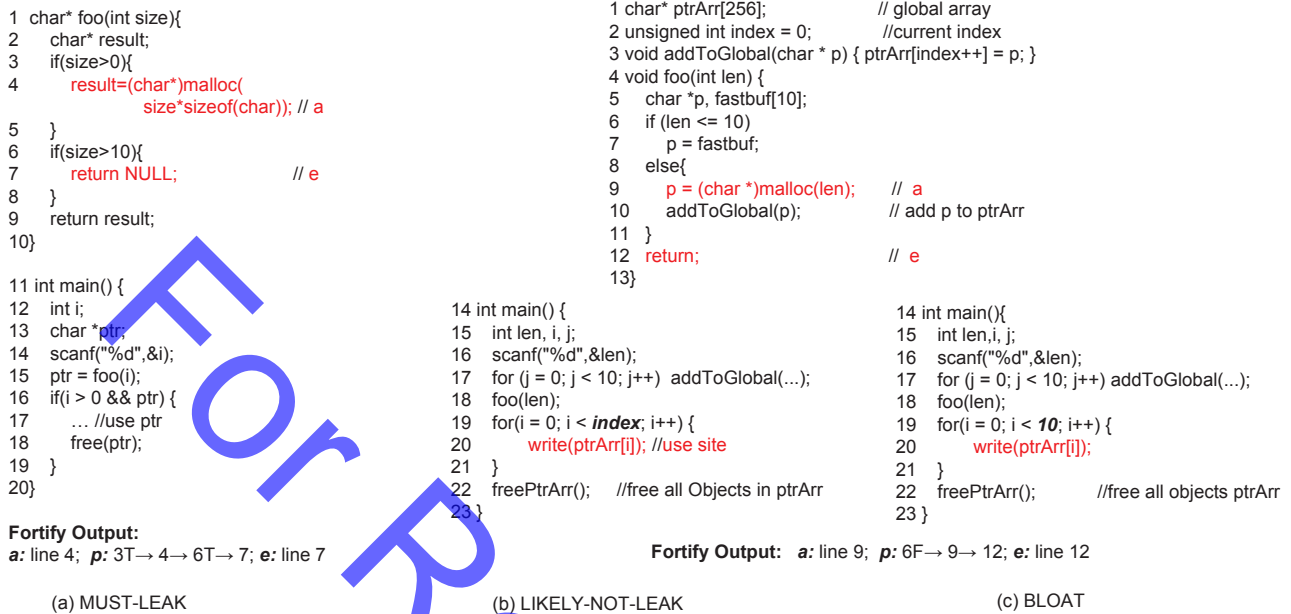 1 char* foo(int size){
2 char* result;
3 if(size>0){
4 result=(char*)malloc(
size*sizeof(char)); // a
5 }
6 if(size>10){
7 return NULL; // e
8 }
9 return result;
10}
11 int main() {
12 int i;
13 char *ptr;
14 scanf("%d",&i);
15 ptr = foo(i);
16 if(i > 0 && ptr) {
17 … //use ptr
18 free(ptr);
19 }
20}
Fortify Output:
a: line 4; p: 3T→ 4→ 6T→ 7; e: line 7
(a) MUST-LEAK
1 char* ptrArr[256]; // global array
2 unsigned int index = 0; //current index
3 void addToGlobal(char * p) { ptrArr[index++] = p; }
4 void foo(int len) {
5 char *p, fastbuf[10];
6 if (len <= 10)
7 p = fastbuf;
8 else{
9 p = (char *)malloc(len); // a
10 addToGlobal(p); // add p to ptrArr
11 }
12 return; // e
13}
14 int main() {
15 int len, i, j;
16 scanf("%d",&len);
17 for (j = 0; j < 10; j++) addToGlobal(...);
18 foo(len);
19 for(i = 0; i < index; i++) {
20 write(ptrArr[i]); //use site
21 }
22 freePtrArr(); //free all Objects in ptrArr
23 }
14 int main(){
15 int len,i, j;
16 scanf("%d",&len);
17 for (j = 0; j < 10; j++) addToGlobal(...);
18 foo(len);
19 for(i = 0; i < 10; i++) {
20 write(ptrArr[i]);
21 }
22 freePtrArr(); //free all objects ptrArr
23 }
Fortify Output: a: line 9; p: 6F→ 9→ 12; e: line 12
(b) LIKELY-NOT-LEAK
(c) BLOAT
For R